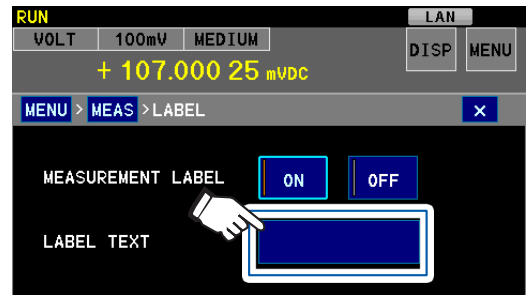 RUN LAN
VOLT 100mV MEDIUM DISP MENU
+ 107.000 25 mVDC
MENU > MEAS >LABEL ×
MEASUREMENT LABEL ON OFF
LABEL TEXT